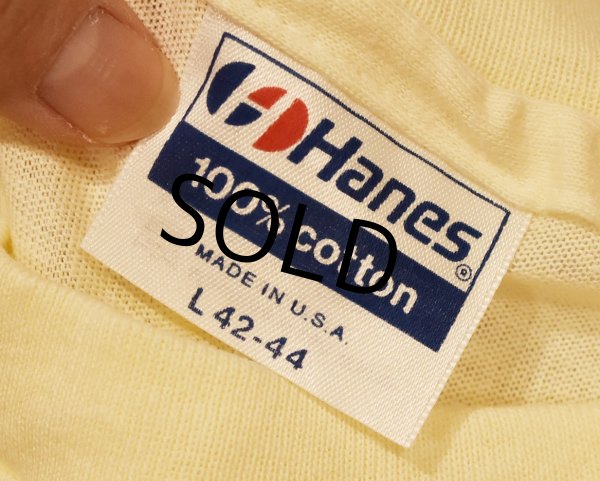 Hanes®
100% cotton
SOLD
MADE IN U.S.A.
L 42-44